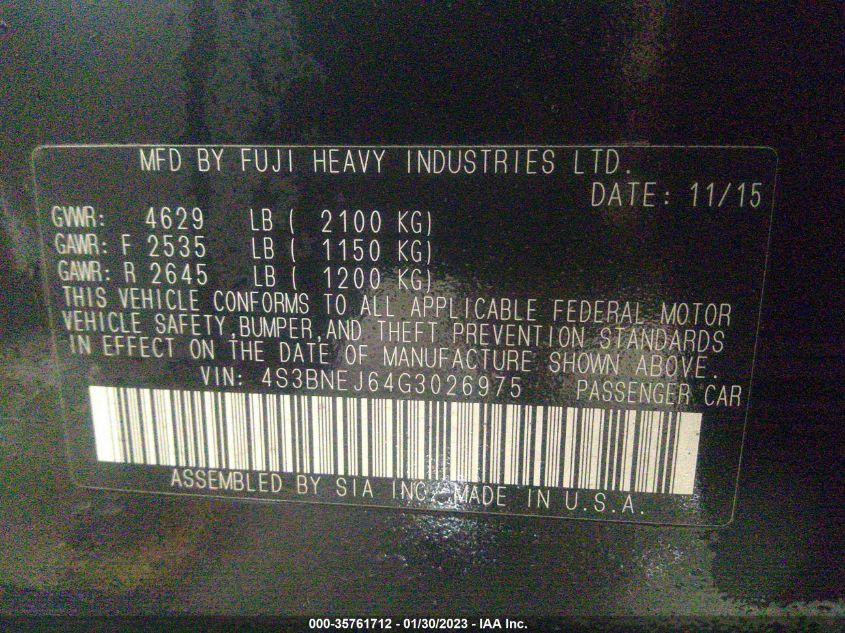 MFD BY FUJI HEAVY INDUSTRIES LTD.
DATE: 11/15
GVWR: 4629 LB ( 2100 KG)
GAWR: F 2535 LB ( 1150 KG)
GAWR: R 2645 LB ( 1200 KG)
THIS VEHICLE CONFORMS TO ALL APPLICABLE FEDERAL MOTOR
VEHICLE SAFETY,BUMPER,AND THEFT PREVENTION STANDARDS
IN EFFECT ON THE DATE OF MANUFACTURE SHOWN ABOVE.
VIN: 4S3BNEJ64G3026975 PASSENGER CAR
ASSEMBLED BY SIA INC. MADE IN U.S.A.
000-35761712 - 01/30/2023 - IAA Inc.